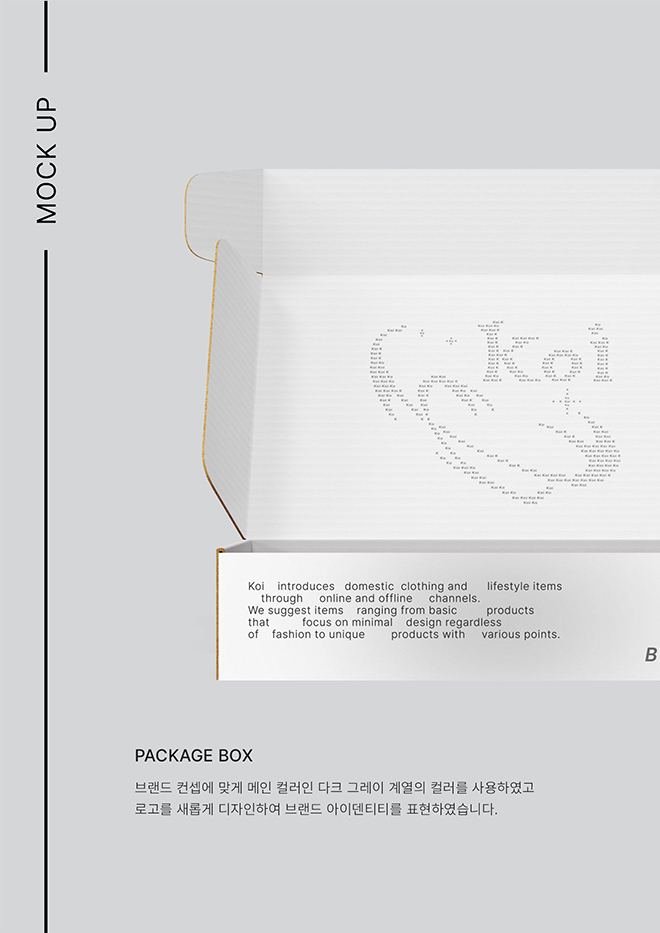 MOCK UP
Koi
Koi introduces domestic clothing and lifestyle items
through online and offline channels.
We suggest items ranging from basic products
that focus on minimal design regardless
of fashion to unique products with various points.
B
PACKAGE BOX
브랜드 컨셉에 맞게 메인 컬러인 다크 그레이 계열의 컬러를 사용하였고
로고를 새롭게 디자인하여 브랜드 아이덴티티를 표현하였습니다.